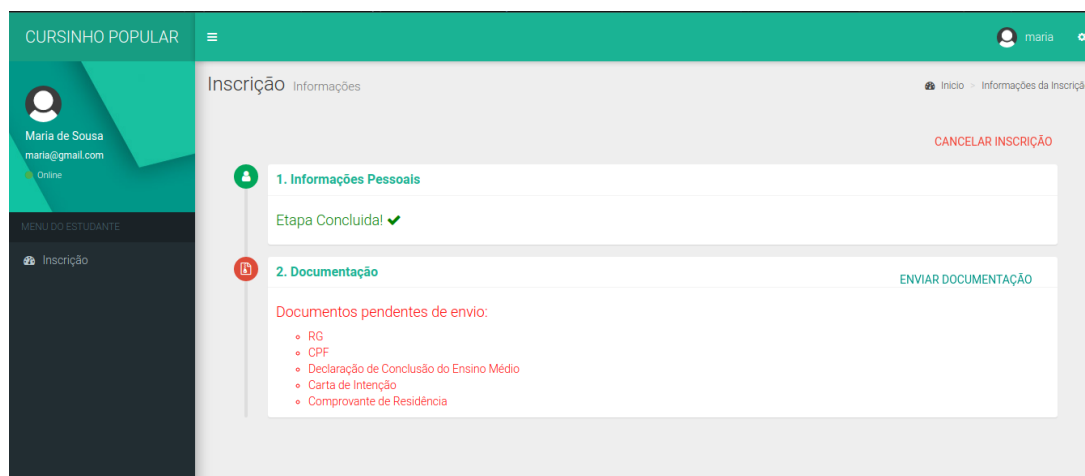 CURSINHO POPULAR
maria
Maria de Sousa
maria@gmail.com
Online
MENU DO ESTUDANTE
Inscrição
Inscrição Informações
Inicio > Informações da Inscriçã
CANCELAR INSCRIÇÃO
1. Informações Pessoais
Etapa Concluida!
2. Documentação
ENVIAR DOCUMENTAÇÃO
Documentos pendentes de envio:
RG
CPF
Declaração de Conclusão do Ensino Médio
Carta de Intenção
Comprovante de Residência